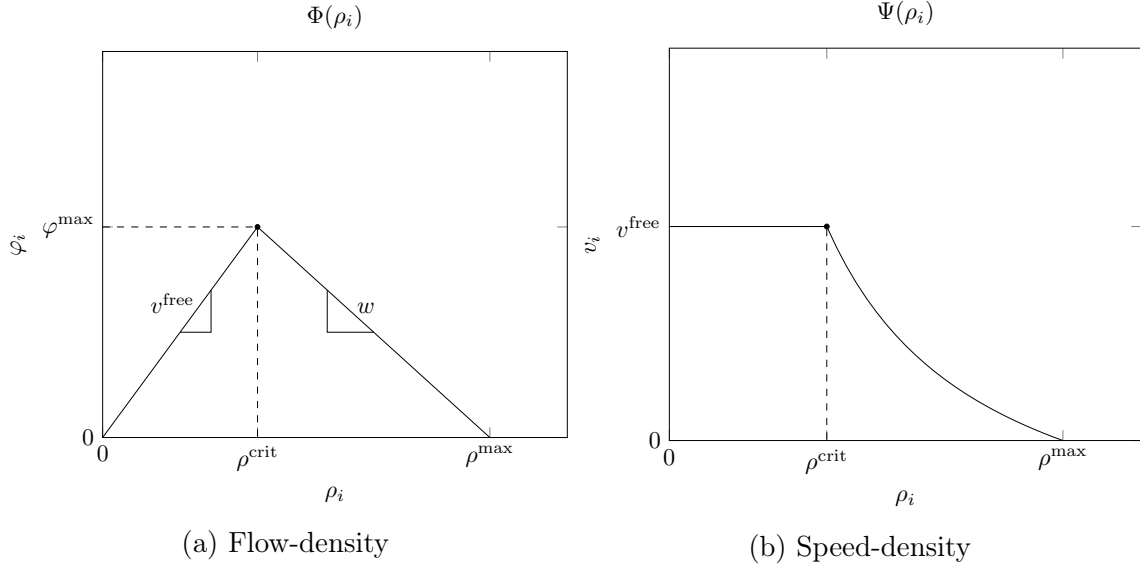 Φ(ρ_i)
φ_i
φ^max
v^free
w
0
0
ρ^crit
ρ^max
ρ_i
(a) Flow-density
Ψ(ρ_i)
v_i
v^free
0
0
ρ^crit
ρ^max
ρ_i
(b) Speed-density